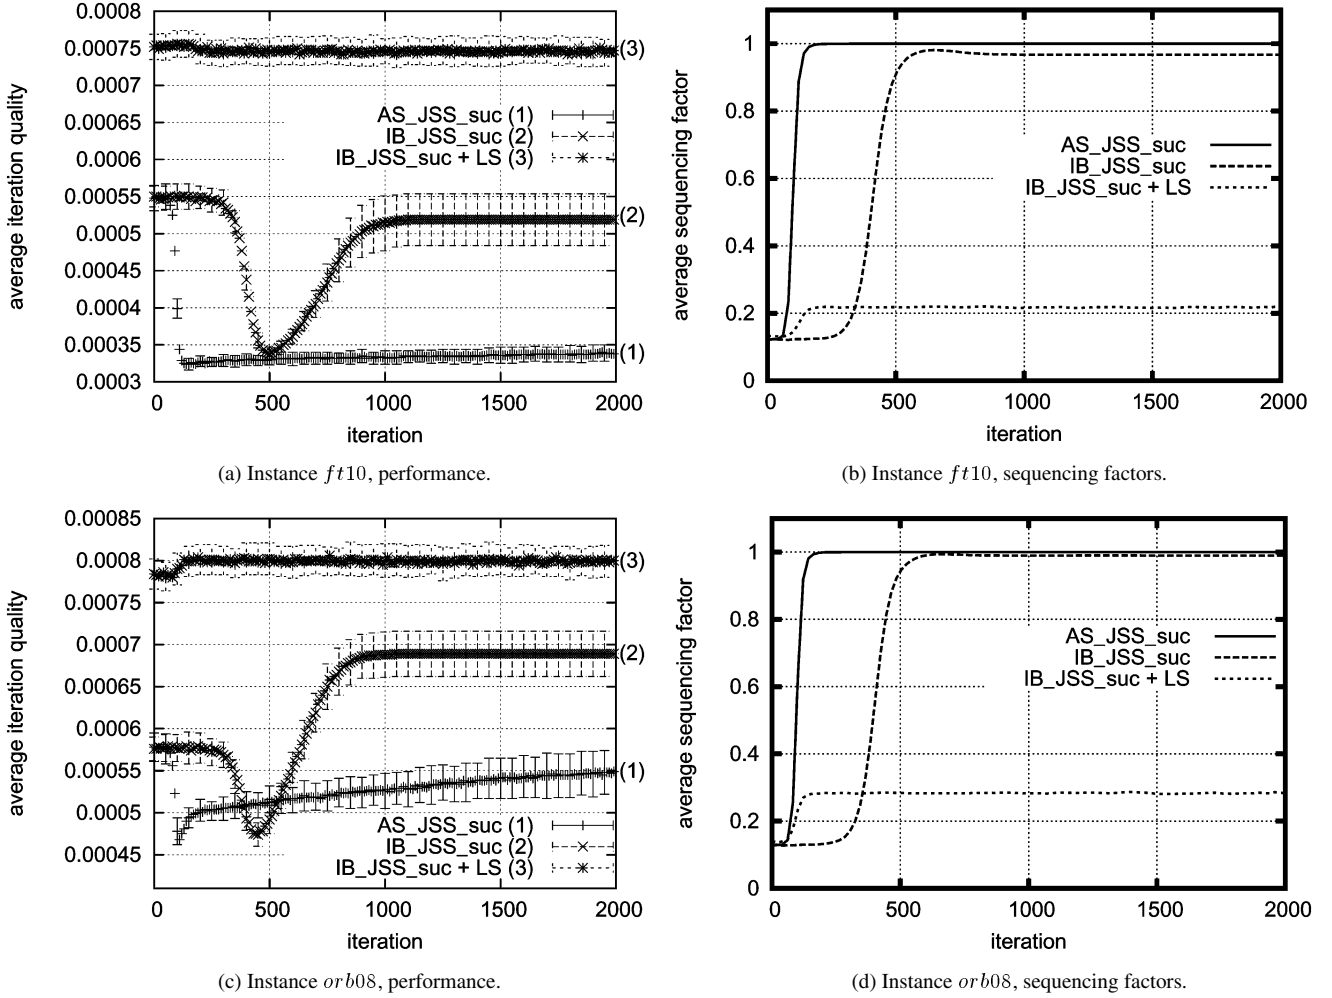 average iteration quality
0.0008
0.00075
0.0007
0.00065
0.0006
0.00055
0.0005
0.00045
0.0004
0.00035
0.0003
AS_JSS_suc (1)
IB_JSS_suc (2)
IB_JSS_suc + LS (3)
(3)
(2)
(1)
0 500 1000 1500 2000
iteration
(a) Instance ft10, performance.
average sequencing factor
1
0.8
0.6
0.4
0.2
0
AS_JSS_suc
IB_JSS_suc
IB_JSS_suc + LS
0 500 1000 1500 2000
iteration
(b) Instance ft10, sequencing factors.
average iteration quality
0.00085
0.0008
0.00075
0.0007
0.00065
0.0006
0.00055
0.0005
0.00045
(3)
(2)
(1)
AS_JSS_suc (1)
IB_JSS_suc (2)
IB_JSS_suc + LS (3)
0 500 1000 1500 2000
iteration
(c) Instance orb08, performance.
average sequencing factor
1
0.8
0.6
0.4
0.2
0
AS_JSS_suc
IB_JSS_suc
IB_JSS_suc + LS
0 500 1000 1500 2000
iteration
(d) Instance orb08, sequencing factors.